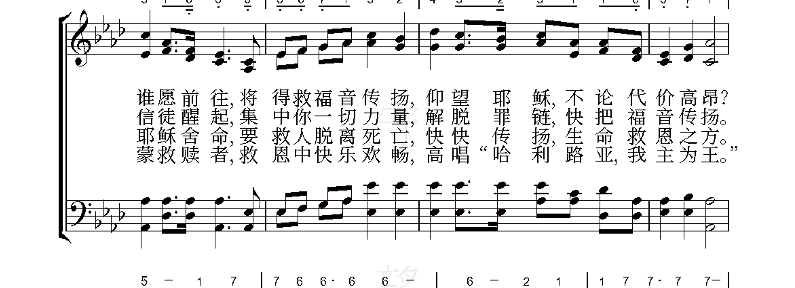 谁愿前往,将 得救福音传扬,仰望 耶 稣,不论代价高昂?
信徒醒起,集 中你一切力量,解脱 罪 链,快把 福 音传扬。
耶稣舍命,要 救人脱离死亡,快快 传 扬,生命 救 恩之方。
蒙救赎者,救 恩中快乐欢畅,高唱“哈 利 路 亚,我主为王。”
5 – 1 7 | 7 6 6· 6 6 – | 6 – 2 1 | 1 7 7· 7 7–